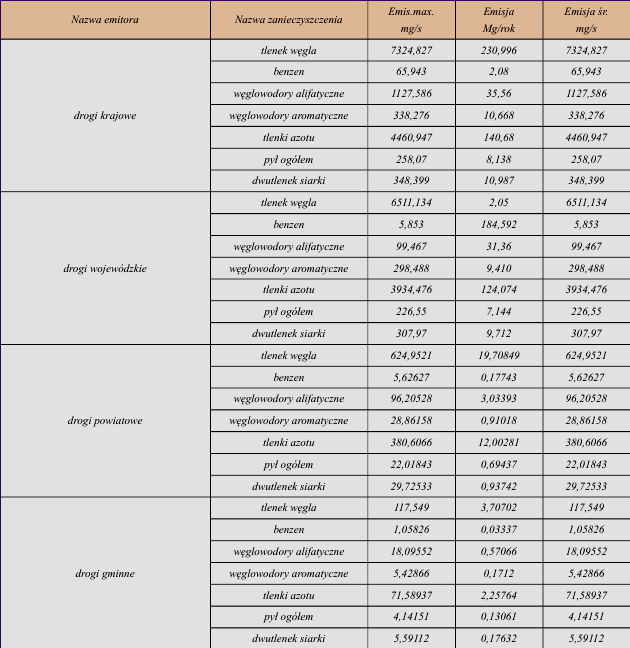 Nazwa emitora Nazwa zanieczyszczenia Emis.max. mg/s Emisja Mg/rok Emisja śr. mg/s
drogi krajowe
tlenek węgla 7324,827 230,996 7324,827
benzen 65,943 2,08 65,943
węglowodory alifatyczne 1127,586 35,56 1127,586
węglowodory aromatyczne 338,276 10,668 338,276
tlenki azotu 4460,947 140,68 4460,947
pył ogółem 258,07 8,138 258,07
dwutlenek siarki 348,399 10,987 348,399
drogi wojewódzkie
tlenek węgla 6511,134 2,05 6511,134
benzen 5,853 184,592 5,853
węglowodory alifatyczne 99,467 31,36 99,467
węglowodory aromatyczne 298,488 9,410 298,488
tlenki azotu 3934,476 124,074 3934,476
pył ogółem 226,55 7,144 226,55
dwutlenek siarki 307,97 9,712 307,97
drogi powiatowe
tlenek węgla 624,9521 19,70849 624,9521
benzen 5,62627 0,17743 5,62627
węglowodory alifatyczne 96,20528 3,03393 96,20528
węglowodory aromatyczne 28,86158 0,91018 28,86158
tlenki azotu 380,6066 12,00281 380,6066
pył ogółem 22,01843 0,69437 22,01843
dwutlenek siarki 29,72533 0,93742 29,72533
drogi gminne
tlenek węgla 117,549 3,70702 117,549
benzen 1,05826 0,03337 1,05826
węglowodory alifatyczne 18,09552 0,57066 18,09552
węglowodory aromatyczne 5,42866 0,1712 5,42866
tlenki azotu 71,58937 2,25764 71,58937
pył ogółem 4,14151 0,13061 4,14151
dwutlenek siarki 5,59112 0,17632 5,59112